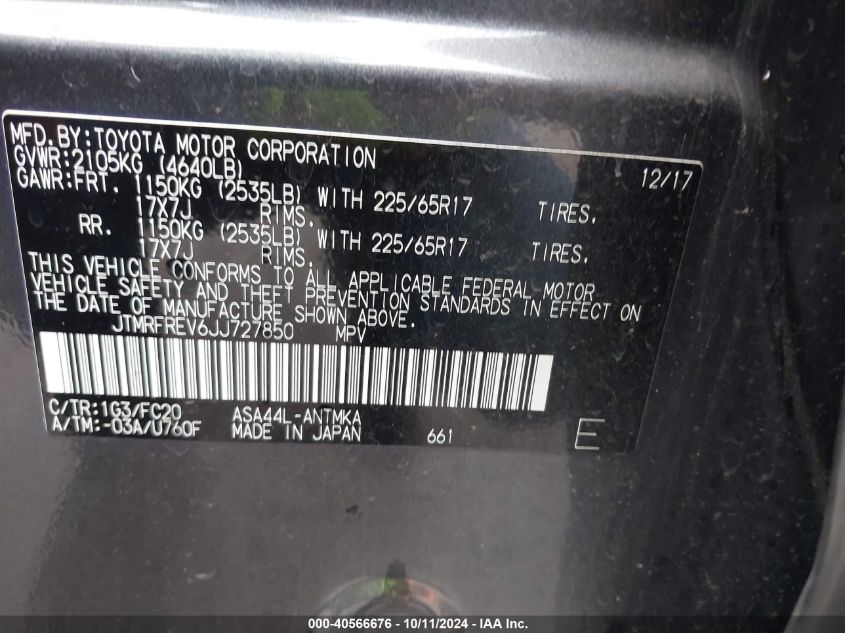 MFD.BY:TOYOTA MOTOR CORPORATION 12/17
GVWR:2105KG (4640LB)
GAWR:FRT. 1150KG (2535LB) WITH 225/65R17 TIRES,
17X7J RIMS,
RR. 1150KG (2535LB) WITH 225/65R17 TIRES,
17X7J RIMS,
THIS VEHICLE CONFORMS TO ALL APPLICABLE FEDERAL MOTOR
VEHICLE SAFETY AND THEFT PREVENTION STANDARDS IN EFFECT ON
THE DATE OF MANUFACTURE SHOWN ABOVE.
JTMRFREV6JJ727850 MPV
C/TR:1G3/FC20 ASA44L-ANTMKA
A/TM:-03A/U760F MADE IN JAPAN 661 E
000-40566676 - 10/11/2024 - IAA Inc.